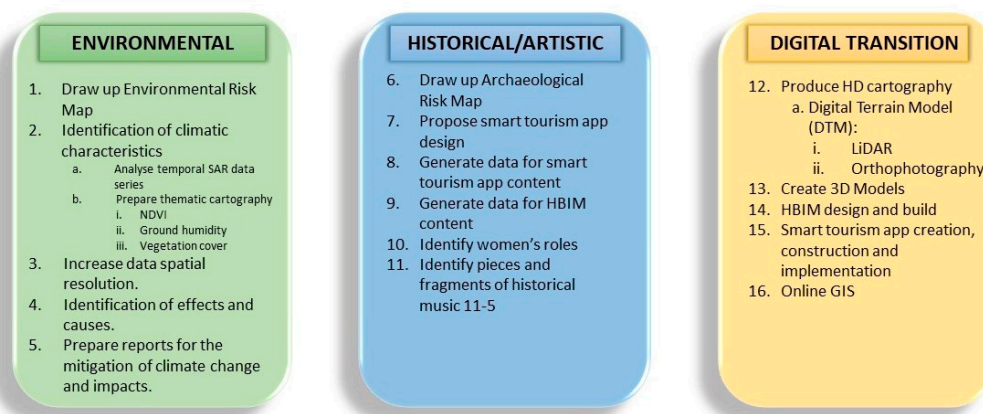 ENVIRONMENTAL
1. Draw up Environmental Risk
Map
2. Identification of climatic
characteristics
a. Analyse temporal SAR data
series
b. Prepare thematic cartography
i. NDVI
ii. Ground humidity
iii. Vegetation cover
3. Increase data spatial
resolution.
4. Identification of effects and
causes.
5. Prepare reports for the
mitigation of climate change
and impacts.
HISTORICAL/ARTISTIC
6. Draw up Archaeological
Risk Map
7. Propose smart tourism app
design
8. Generate data for smart
tourism app content
9. Generate data for HBIM
content
10. Identify women's roles
11. Identify pieces and
fragments of historical
music 11-5
DIGITAL TRANSITION
12. Produce HD cartography
a. Digital Terrain Model
(DTM):
i. LiDAR
ii. Orthophotography
13. Create 3D Models
14. HBIM design and build
15. Smart tourism app creation,
construction and
implementation
16. Online GIS